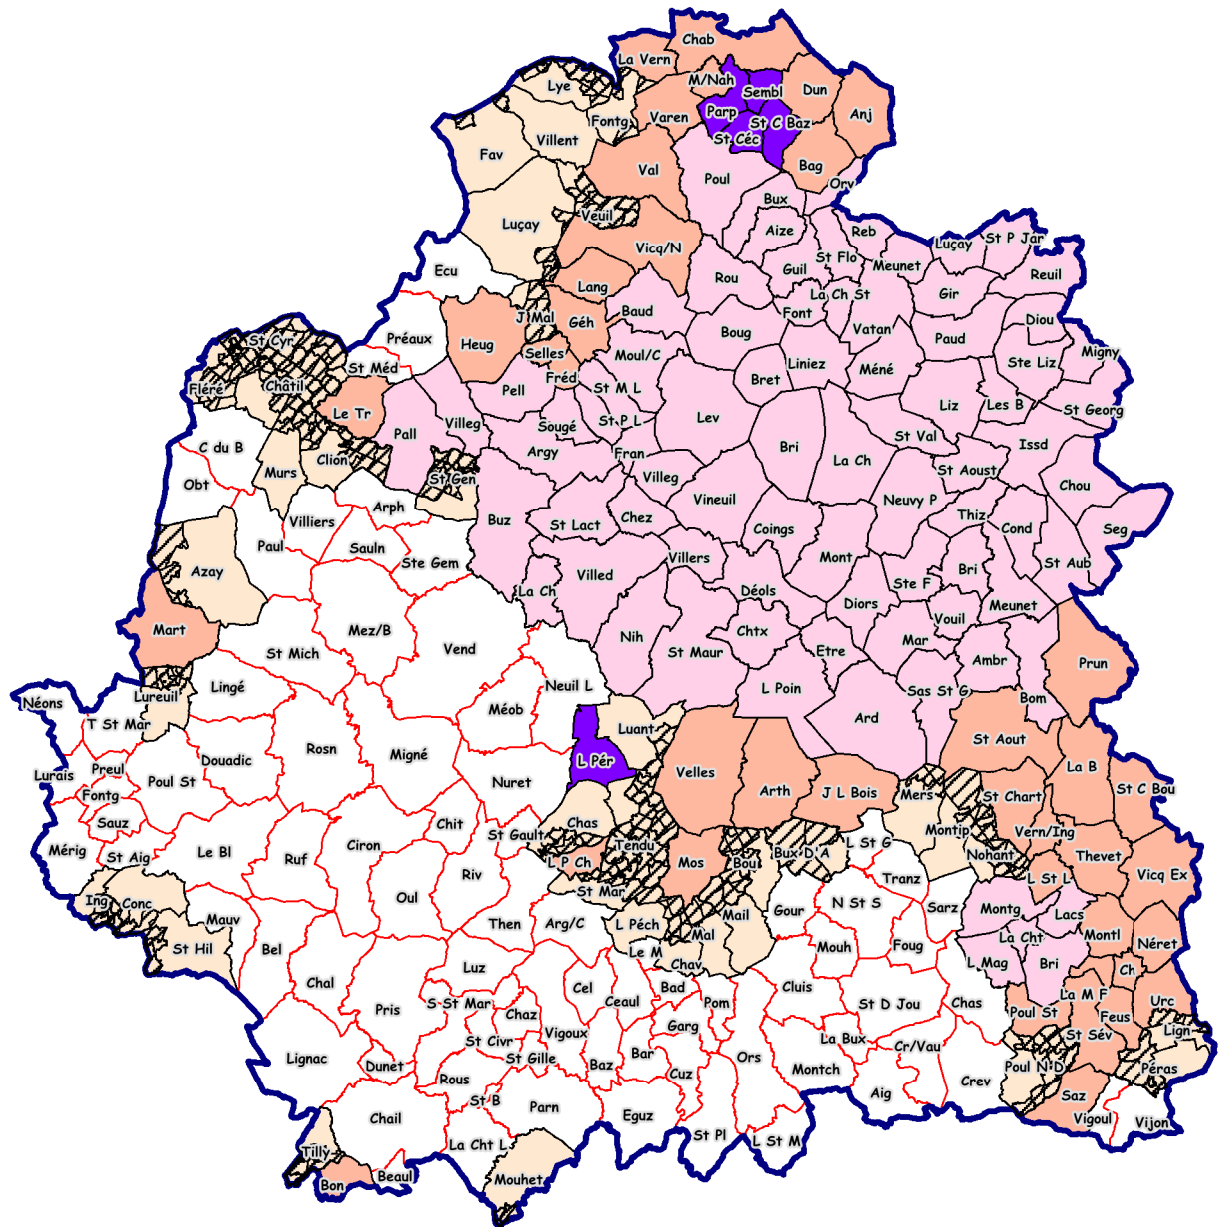 Chab
La Vern
M/Nah
Lye
Sembl
Dun
Parp
Varen
Fontg
St C Baz
Anj
Villent
St Céc
Fav
Val
Bag
Poul
Orv
Bux
Veuil
Luçay
Aize
Reb
Vicq/N
Luçay
St P Jar
St Flo
Guil
Meunet
Ecu
Rou
Reuil
Lang
La Ch St
Gir
Baud
Font
J Mal
Géh
Diou
Boug
Vatan
Préaux
St Cyr
Paud
Heug
Selles
Moul/C
Migny
Ste Liz
Liniez
St Méd
Méné
Fréd
Bret
Châtil
St M L
Fléré
Pell
Liz
Les B
St Georg
Le Tr
Lev
Villeg
St P L
Sougé
Pall
St Val
Issd
C du B
Bri
Argy
Fran
Clion
La Ch
Murs
St Aoust
Villeg
St Gen
Obt
Chou
Vineuil
Neuvy P
Arph
Thiz
Chez
Villiers
Buz
St Lact
Coings
Cond
Seg
Paul
Sauln
Villers
Mont
Ste Gem
St Aub
Bri
Azay
Villed
Ste F
La Ch
Déols
Diors
Meunet
Vouil
Mart
Mez/B
Chtx
Nih
Mar
Vend
Etre
St Mich
St Maur
Ambr
Prun
Lingé
Neuil L
L Poin
Sas St G
Lureuil
Bom
Néons
Méob
Ard
T St Mar
Luant
St Aout
Rosn
Migné
Douadic
L Pér
La B
Preul
Lurais
Velles
Poul St
Nuret
St C Bou
Arth
J L Bois
Fontg
Mers
St Chart
Sauz
Chas
Chit
Montip
Vern/Ing
St Gault
Ciron
Tendu
L St G
Mérig
Le Bl
St Aig
Ruf
Bux D'A
Nohant
Thevet
L P Ch
Mos
Bou
Riv
Vicq Ex
Tranz
L St L
St Mar
Oul
Ing
Conc
N St S
Sarz
Montg
Gour
Lacs
Mauv
Mail
Then
Arg/C
L Péch
Mal
Montl
La Cht
St Hil
Bel
Mouh
Foug
Néret
Le M
L Mag
Bri
Chav
Luz
Ch
Chal
Cel
Bad
Cluis
La M F
Ceaul
Urc
S St Mar
Pom
St D Jou
Chas
Pris
Chaz
Poul St
Feus
Garg
Lign
Vigoux
St Sév
St Civr
La Bux
Cr/Vau
Bar
Lignac
St Gille
Ors
Dunet
Baz
Poul N D
Péras
Montch
Cuz
Rous
Crev
Aig
Saz
St B
Parn
Chail
Eguz
Vigoul
Vijon
St Pl
La Cht L
L St M
Tilly
Beaul
Mouhet
Bon